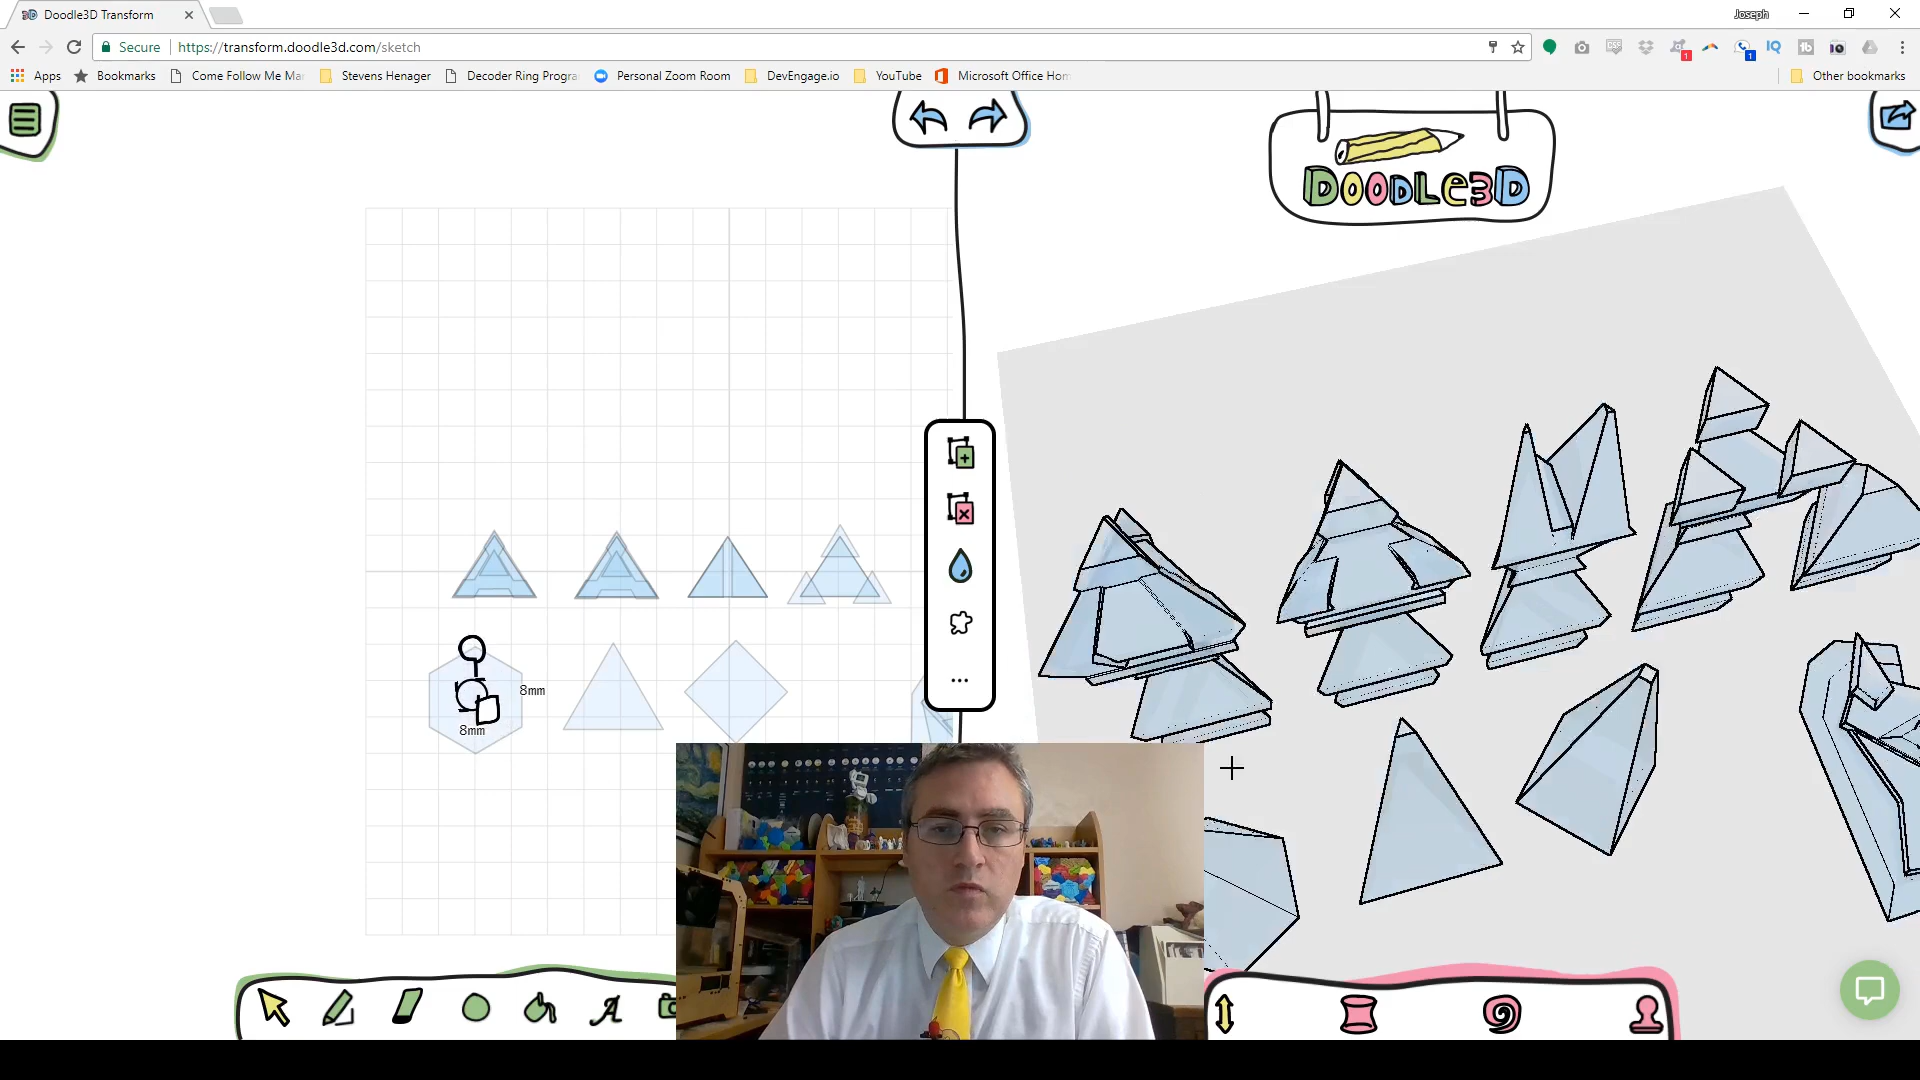 Doodle3D Transform
Joseph
Secure
https://transform.doodle3d.com/sketch
Apps
Bookmarks
Come Follow Me Ma
Stevens Henager
Decoder Ring Progra
Personal Zoom Room
DevEngage.io
YouTube
Microsoft Office Hom
Other bookmarks
DOODLE3D
8mm
8mm